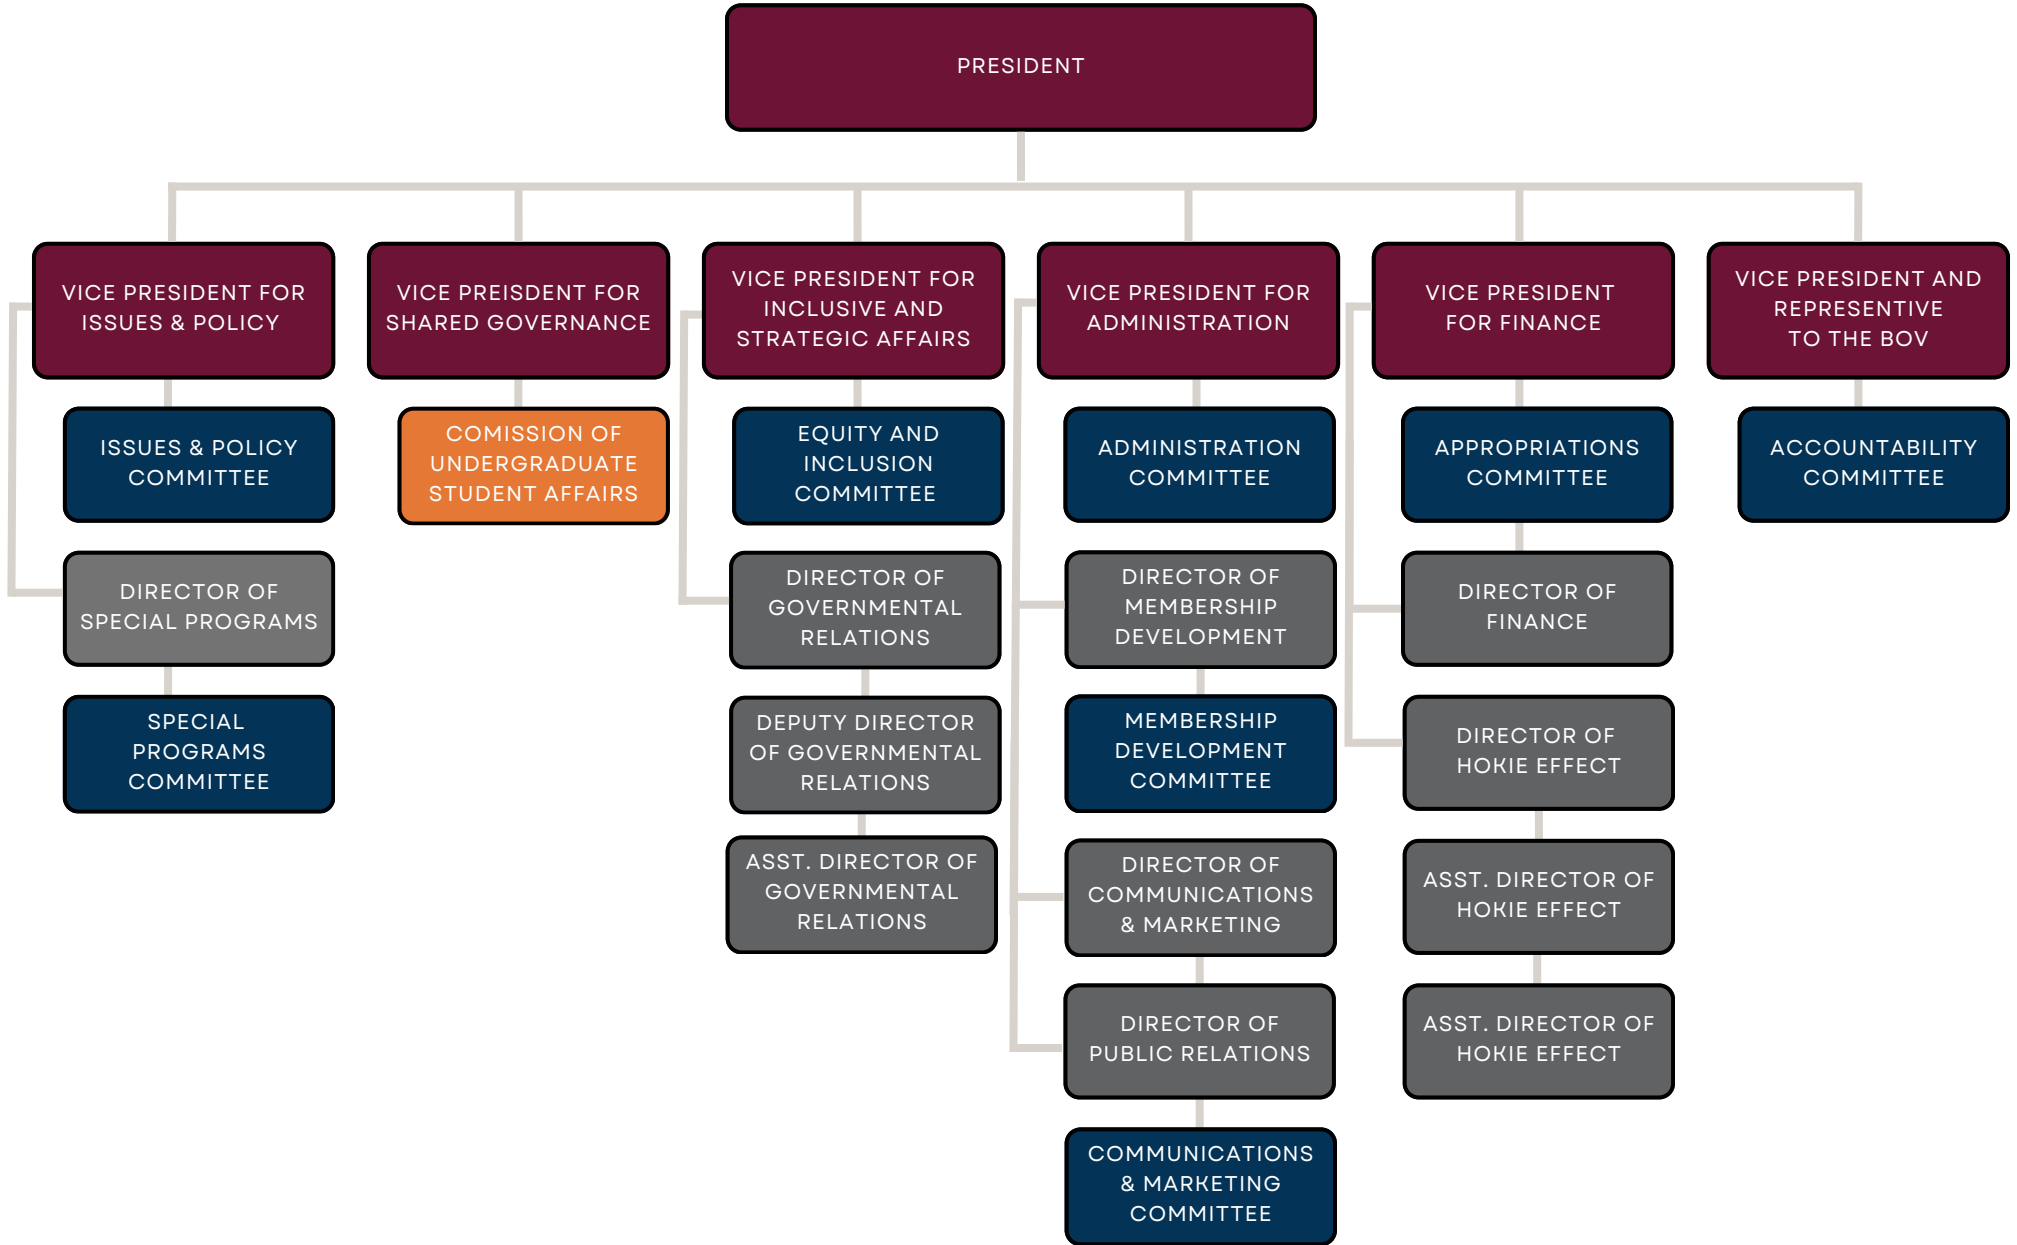 PRESIDENT
VICE PRESIDENT FOR
ISSUES & POLICY
VICE PREISDENT FOR
SHARED GOVERNANCE
VICE PRESIDENT FOR
INCLUSIVE AND
STRATEGIC AFFAIRS
VICE PRESIDENT FOR
ADMINISTRATION
VICE PRESIDENT
FOR FINANCE
VICE PRESIDENT AND
REPRESENTIVE
TO THE BOV
ISSUES & POLICY
COMMITTEE
COMISSION OF
UNDERGRADUATE
STUDENT AFFAIRS
EQUITY AND
INCLUSION
COMMITTEE
ADMINISTRATION
COMMITTEE
APPROPRIATIONS
COMMITTEE
ACCOUNTABILITY
COMMITTEE
DIRECTOR OF
SPECIAL PROGRAMS
DIRECTOR OF
GOVERNMENTAL
RELATIONS
DIRECTOR OF
MEMBERSHIP
DEVELOPMENT
DIRECTOR OF
FINANCE
SPECIAL
PROGRAMS
COMMITTEE
DEPUTY DIRECTOR
OF GOVERNMENTAL
RELATIONS
MEMBERSHIP
DEVELOPMENT
COMMITTEE
DIRECTOR OF
HOKIE EFFECT
ASST. DIRECTOR OF
GOVERNMENTAL
RELATIONS
DIRECTOR OF
COMMUNICATIONS
& MARKETING
ASST. DIRECTOR OF
HOKIE EFFECT
DIRECTOR OF
PUBLIC RELATIONS
ASST. DIRECTOR OF
HOKIE EFFECT
COMMUNICATIONS
& MARKETING
COMMITTEE